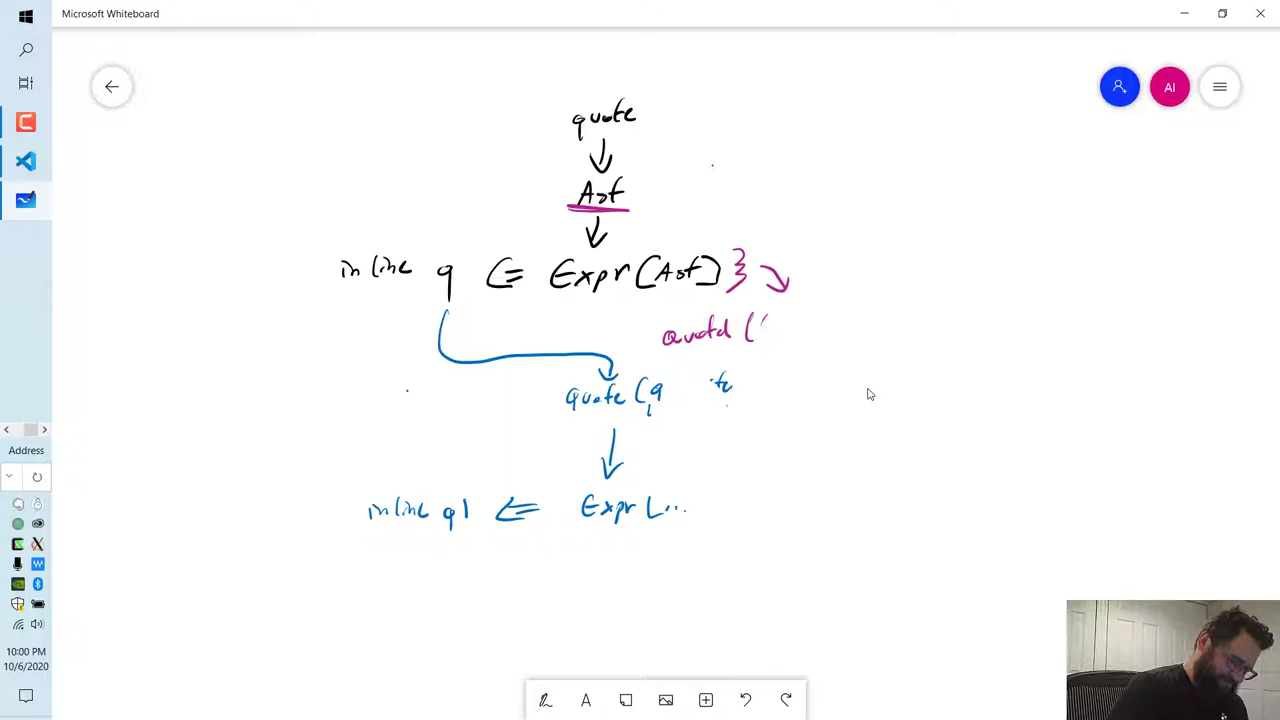 Microsoft Whiteboard
AI
quote
Ast
inline q <= Expr[Ast]
Quoted (
quote (q
Address
inline q1 <= Expr[...
10:00 PM
10/6/2020